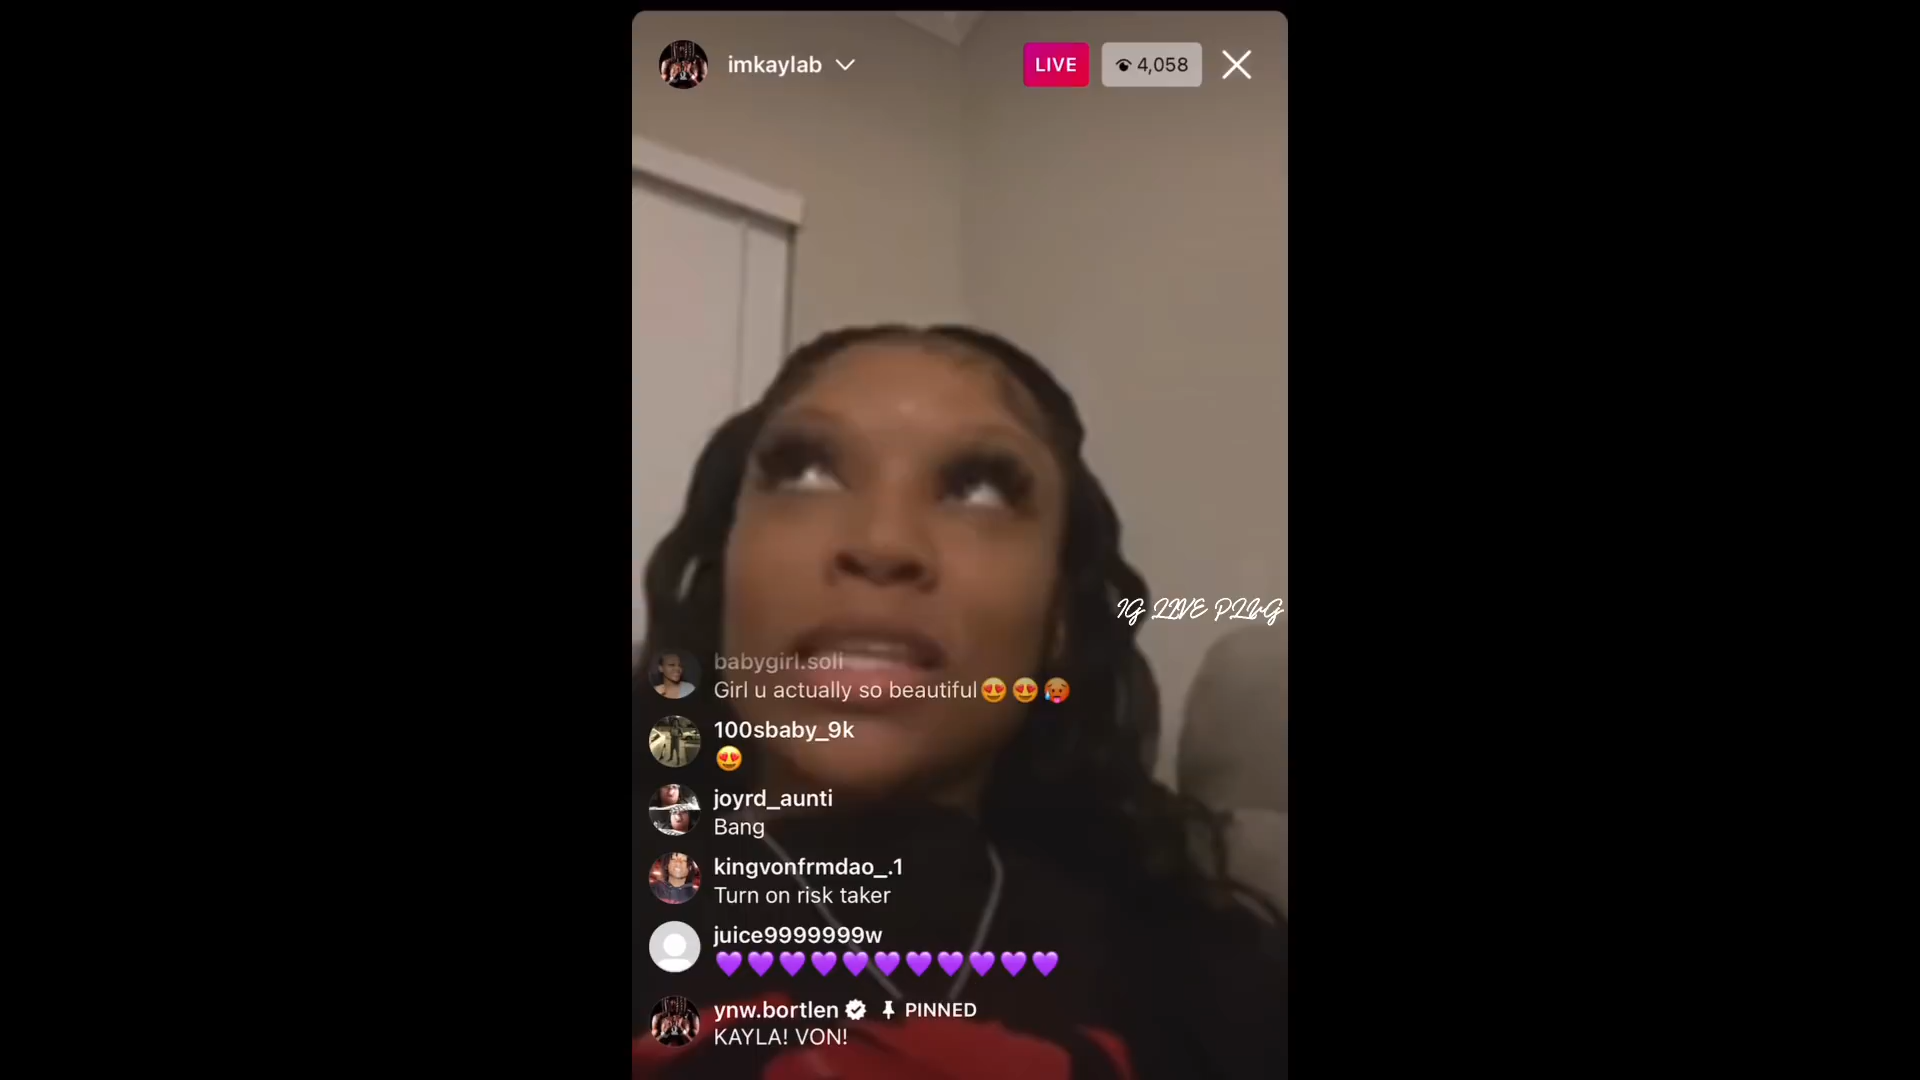 imkaylab
LIVE
4,058
IG LIVE PLUG
babygirl.soli
Girl u actually so beautiful😍😍🥵
100sbaby_9k
😍
joyrd_aunti
Bang
kingvonfrmdao_.1
Turn on risk taker
juice9999999w
💜💜💜💜💜💜💜💜💜💜💜
ynw.bortlen PINNED
KAYLA! VON!